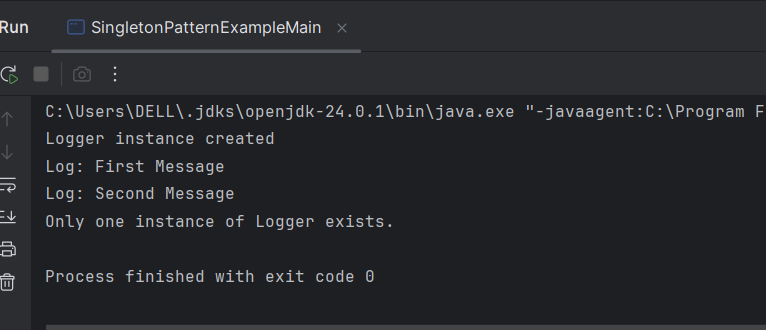 Run
SingletonPatternExampleMain
C:\Users\DELL\.jdks\openjdk-24.0.1\bin\java.exe "-javaagent:C:\Program F
Logger instance created
Log: First Message
Log: Second Message
Only one instance of Logger exists.
Process finished with exit code 0